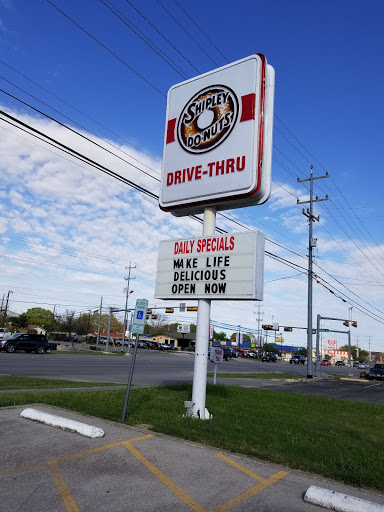 SHIPLEY
DO-NUTS
DRIVE-THRU
DAILY SPECIALS
MAKE LIFE
DELICIOUS
OPEN NOW